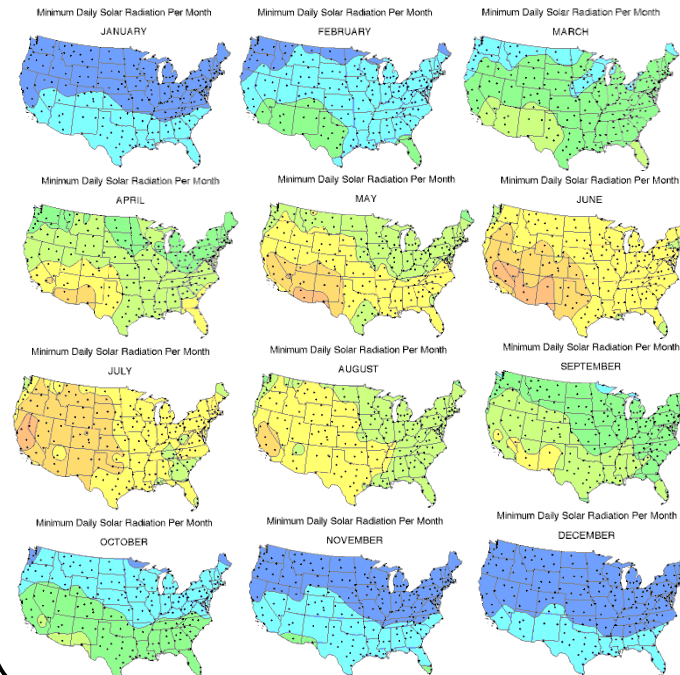 Minimum Daily Solar Radiation Per Month
JANUARY
Minimum Daily Solar Radiation Per Month
FEBRUARY
Minimum Daily Solar Radiation Per Month
MARCH
Minimum Daily Solar Radiation Per Month
APRIL
Minimum Daily Solar Radiation Per Month
MAY
Minimum Daily Solar Radiation Per Month
JUNE
Minimum Daily Solar Radiation Per Month
JULY
Minimum Daily Solar Radiation Per Month
AUGUST
Minimum Daily Solar Radiation Per Month
SEPTEMBER
Minimum Daily Solar Radiation Per Month
OCTOBER
Minimum Daily Solar Radiation Per Month
NOVEMBER
Minimum Daily Solar Radiation Per Month
DECEMBER